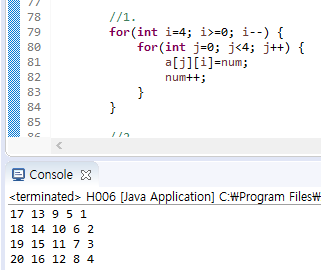 77
78 //1.
79 for(int i=4; i>=0; i--) {
80 for(int j=0; j<4; j++) {
81 a[j][i]=num;
82 num++;
83 }
84 }
85
86 //2
Console
<terminated> H006 [Java Application] C:₩Program Files₩
17 13 9 5 1
18 14 10 6 2
19 15 11 7 3
20 16 12 8 4